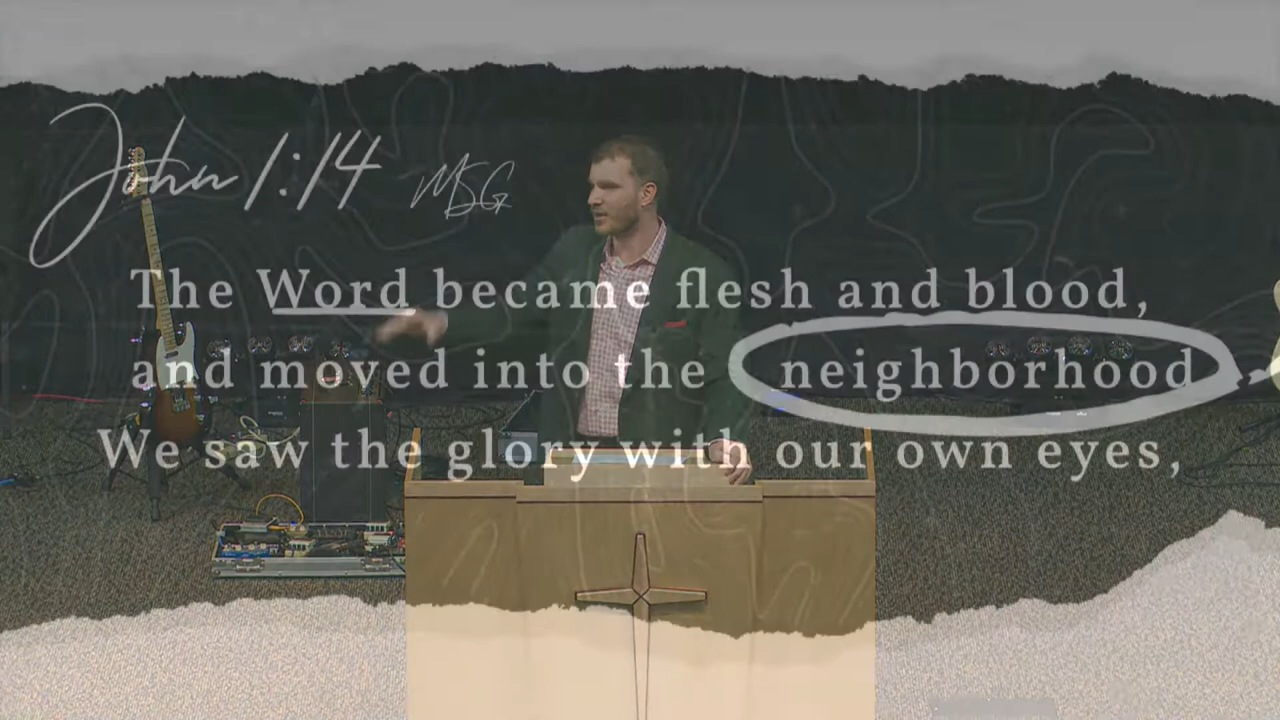 John 1:14 MSG
The Word became flesh and blood,
and moved into the neighborhood
We saw the glory with our own eyes,